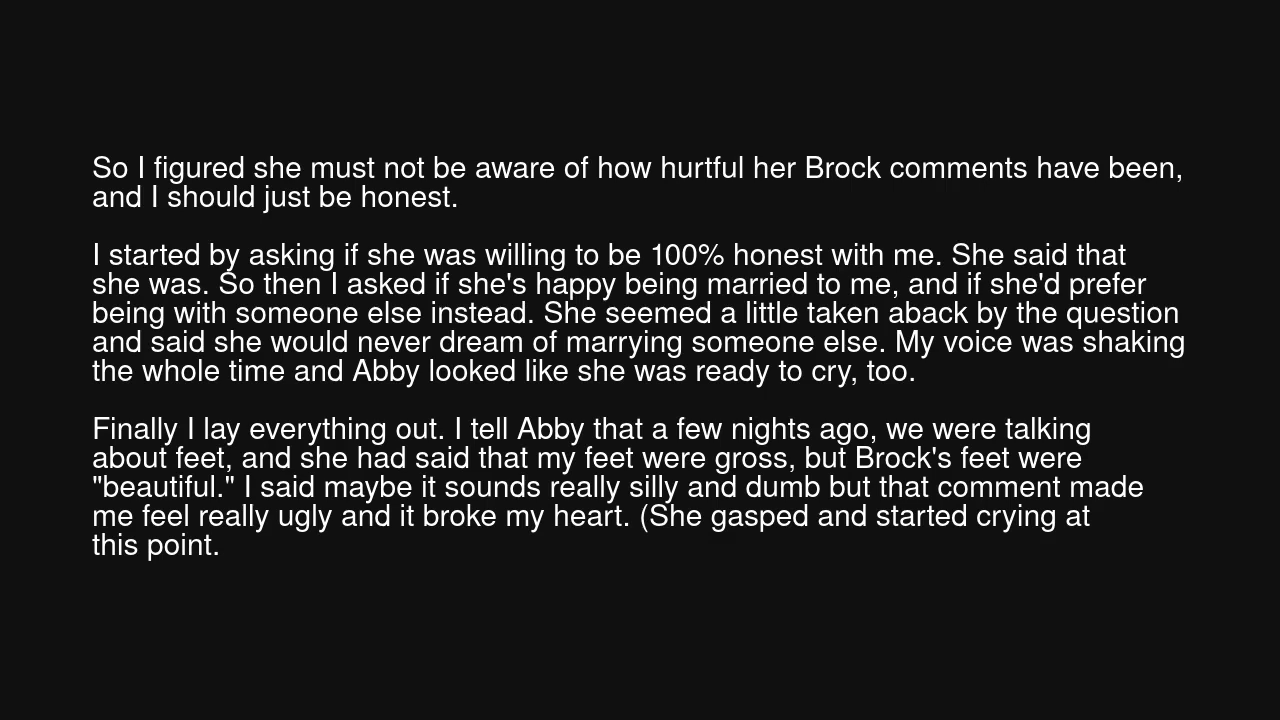 So I figured she must not be aware of how hurtful her Brock comments have been,
and I should just be honest.
I started by asking if she was willing to be 100% honest with me. She said that
she was. So then I asked if she's happy being married to me, and if she'd prefer
being with someone else instead. She seemed a little taken aback by the question
and said she would never dream of marrying someone else. My voice was shaking
the whole time and Abby looked like she was ready to cry, too.
Finally I lay everything out. I tell Abby that a few nights ago, we were talking
about feet, and she had said that my feet were gross, but Brock's feet were
"beautiful." I said maybe it sounds really silly and dumb but that comment made
me feel really ugly and it broke my heart. (She gasped and started crying at
this point.